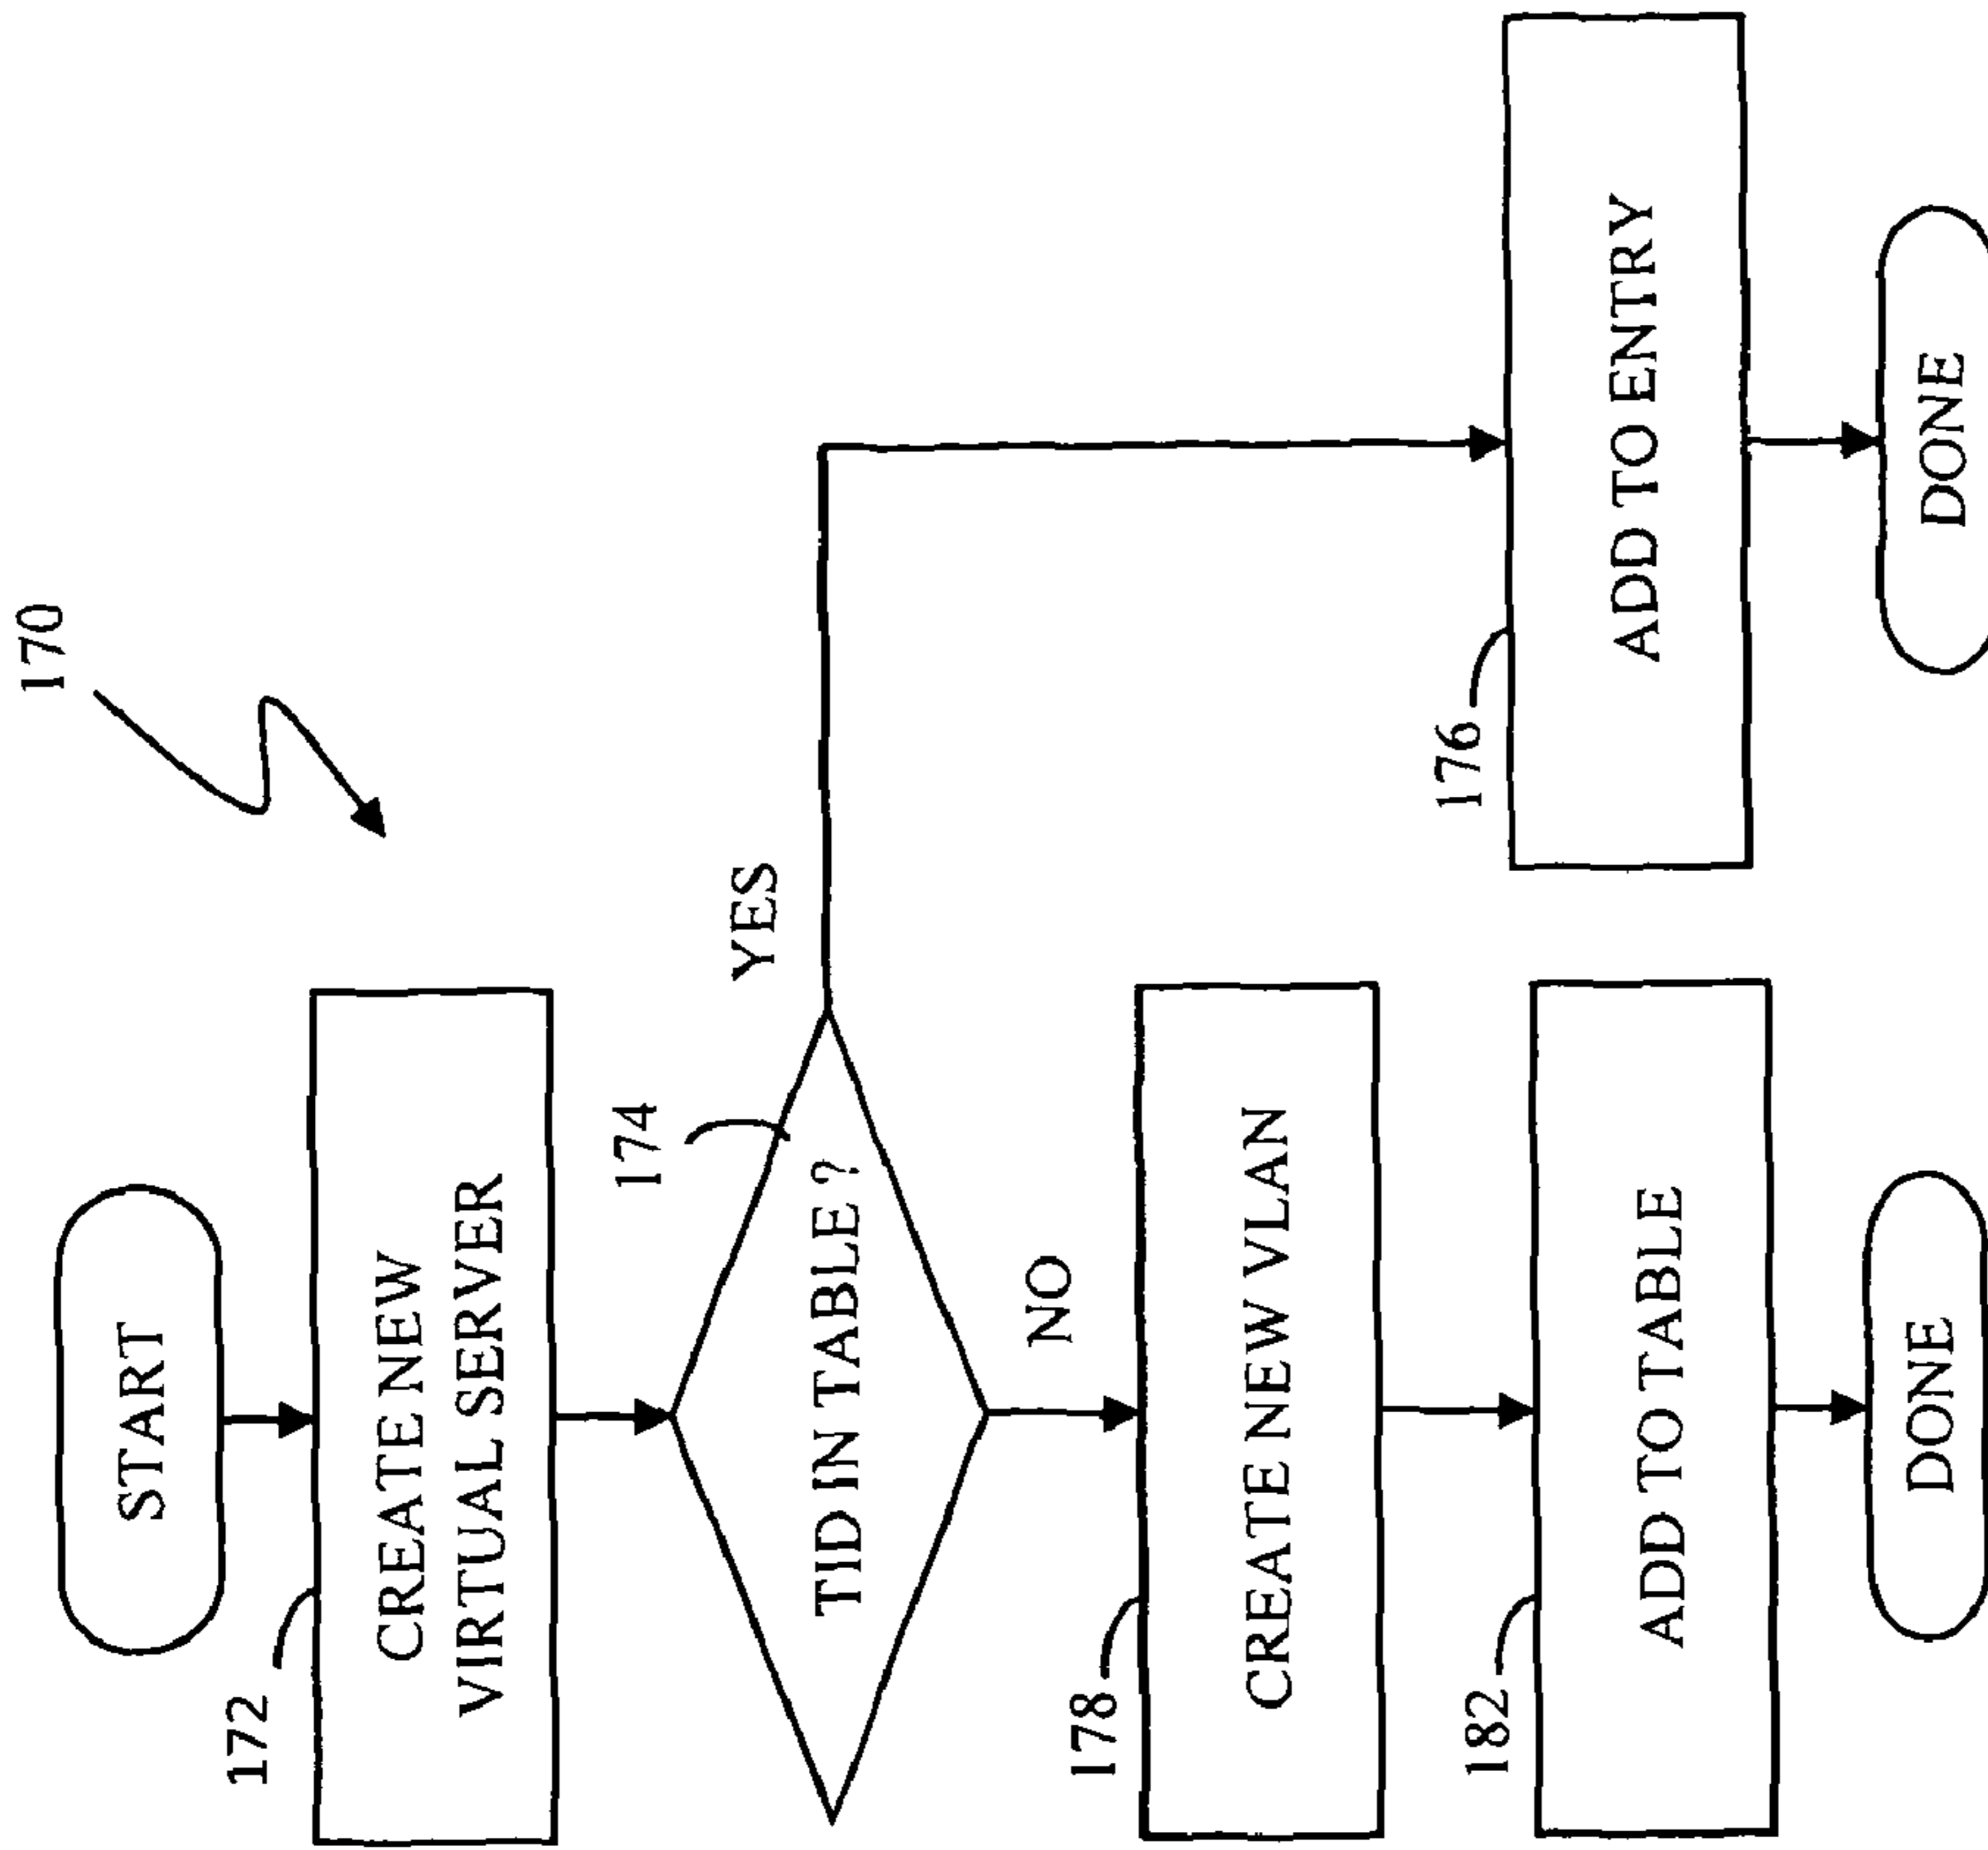 170
START
172
CREATE NEW
VIRTUAL SERVER
174
YES
TID IN TABLE?
NO
178
CREATE NEW VLAN
176
ADD TO ENTRY
182
ADD TO TABLE
DONE
DONE